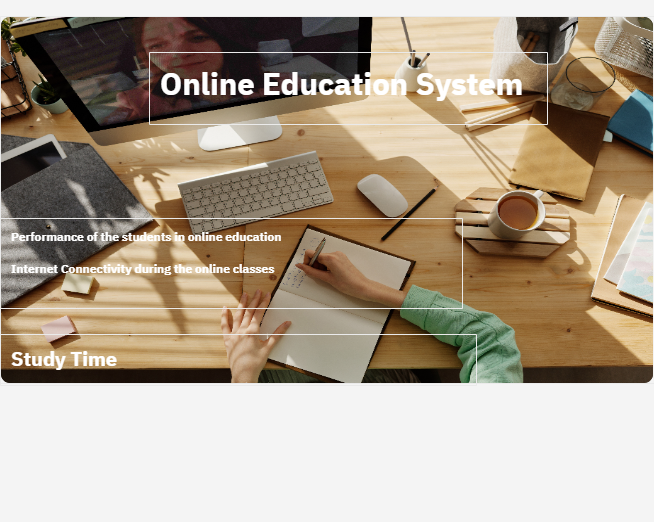 Online Education System
Performance of the students in online education
Internet Connectivity during the online classes
Study Time